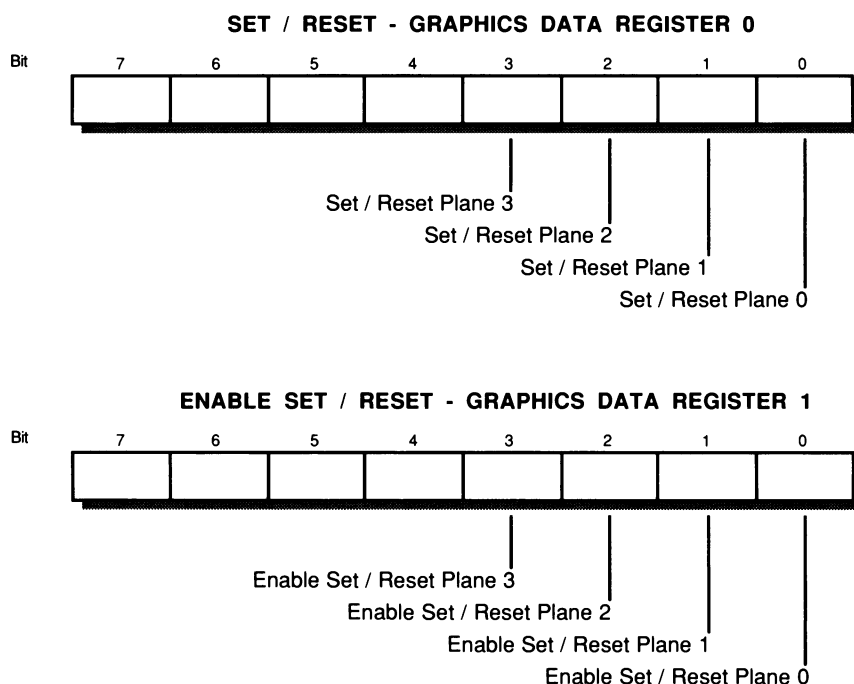 SET / RESET - GRAPHICS DATA REGISTER 0
Bit 7 6 5 4 3 2 1 0
Set / Reset Plane 3
Set / Reset Plane 2
Set / Reset Plane 1
Set / Reset Plane 0
ENABLE SET / RESET - GRAPHICS DATA REGISTER 1
Bit 7 6 5 4 3 2 1 0
Enable Set / Reset Plane 3
Enable Set / Reset Plane 2
Enable Set / Reset Plane 1
Enable Set / Reset Plane 0